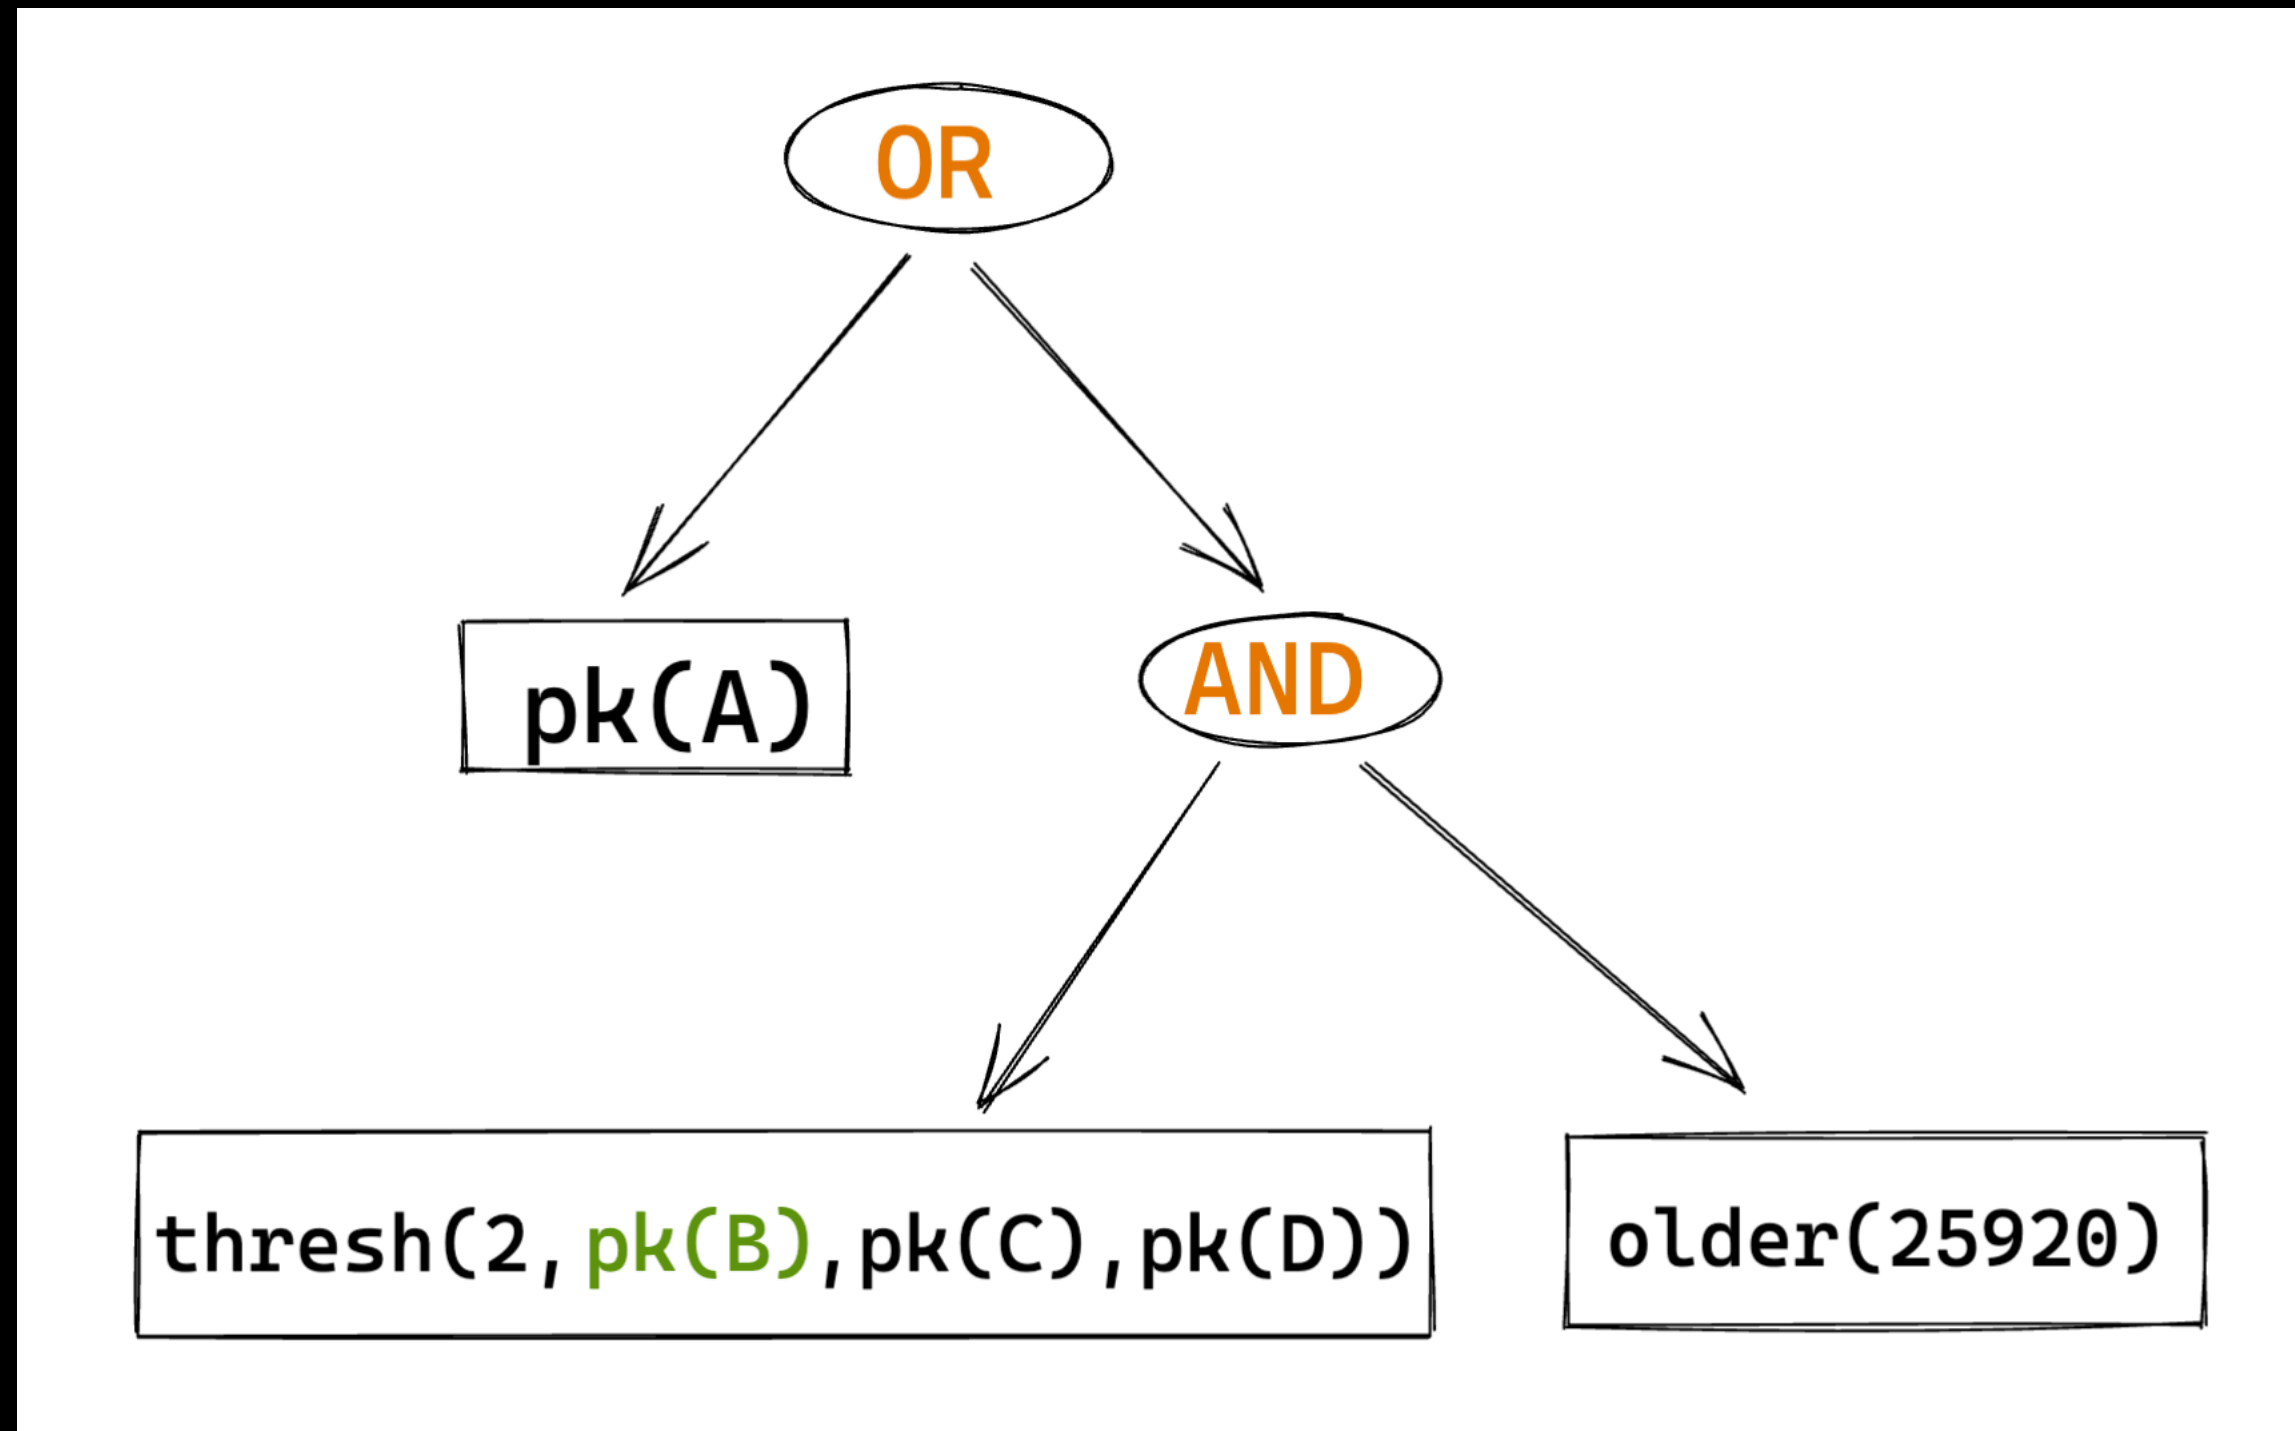 OR
pk(A)
AND
thresh(2,pk(B),pk(C),pk(D))
older(25920)